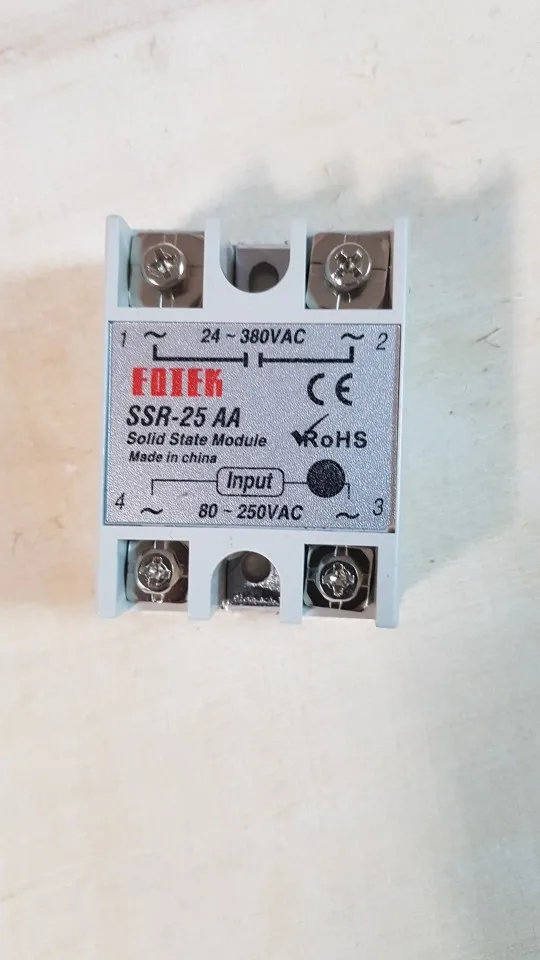 24 ~ 380VAC
1 ~ ~ 2
FOTEK
CE
SSR-25 AA
Solid State Module
RoHS
Made in china
Input
4 ~ ~ 3
80 ~ 250VAC